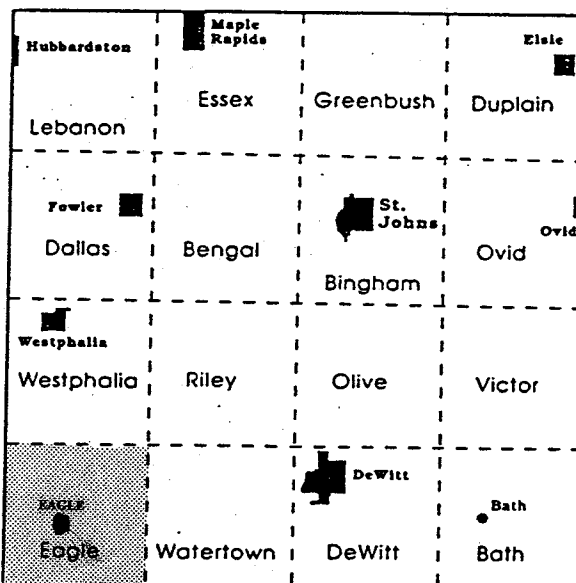 Hubbardston
Maple
Rapids
Elsie
Lebanon
Essex
Greenbush
Duplain
Fowler
St.
Johns
Ovid
Dallas
Bengal
Bingham
Ovid
Westphalia
Westphalia
Riley
Olive
Victor
DeWitt
EAGLE
Bath
Eagle
Watertown
DeWitt
Bath